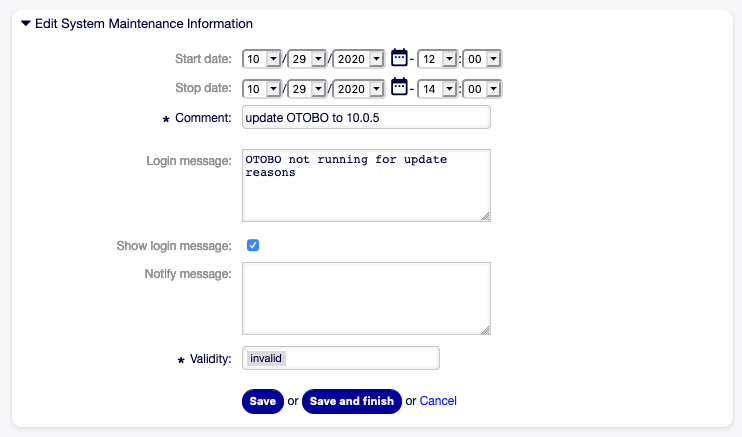 Edit System Maintenance Information
Start date: 10 / 29 / 2020 - 12 : 00
Stop date: 10 / 29 / 2020 - 14 : 00
* Comment: update OTOBO to 10.0.5
Login message: OTOBO not running for update
reasons
Show login message:
Notify message:
* Validity: invalid
Save or Save and finish or Cancel